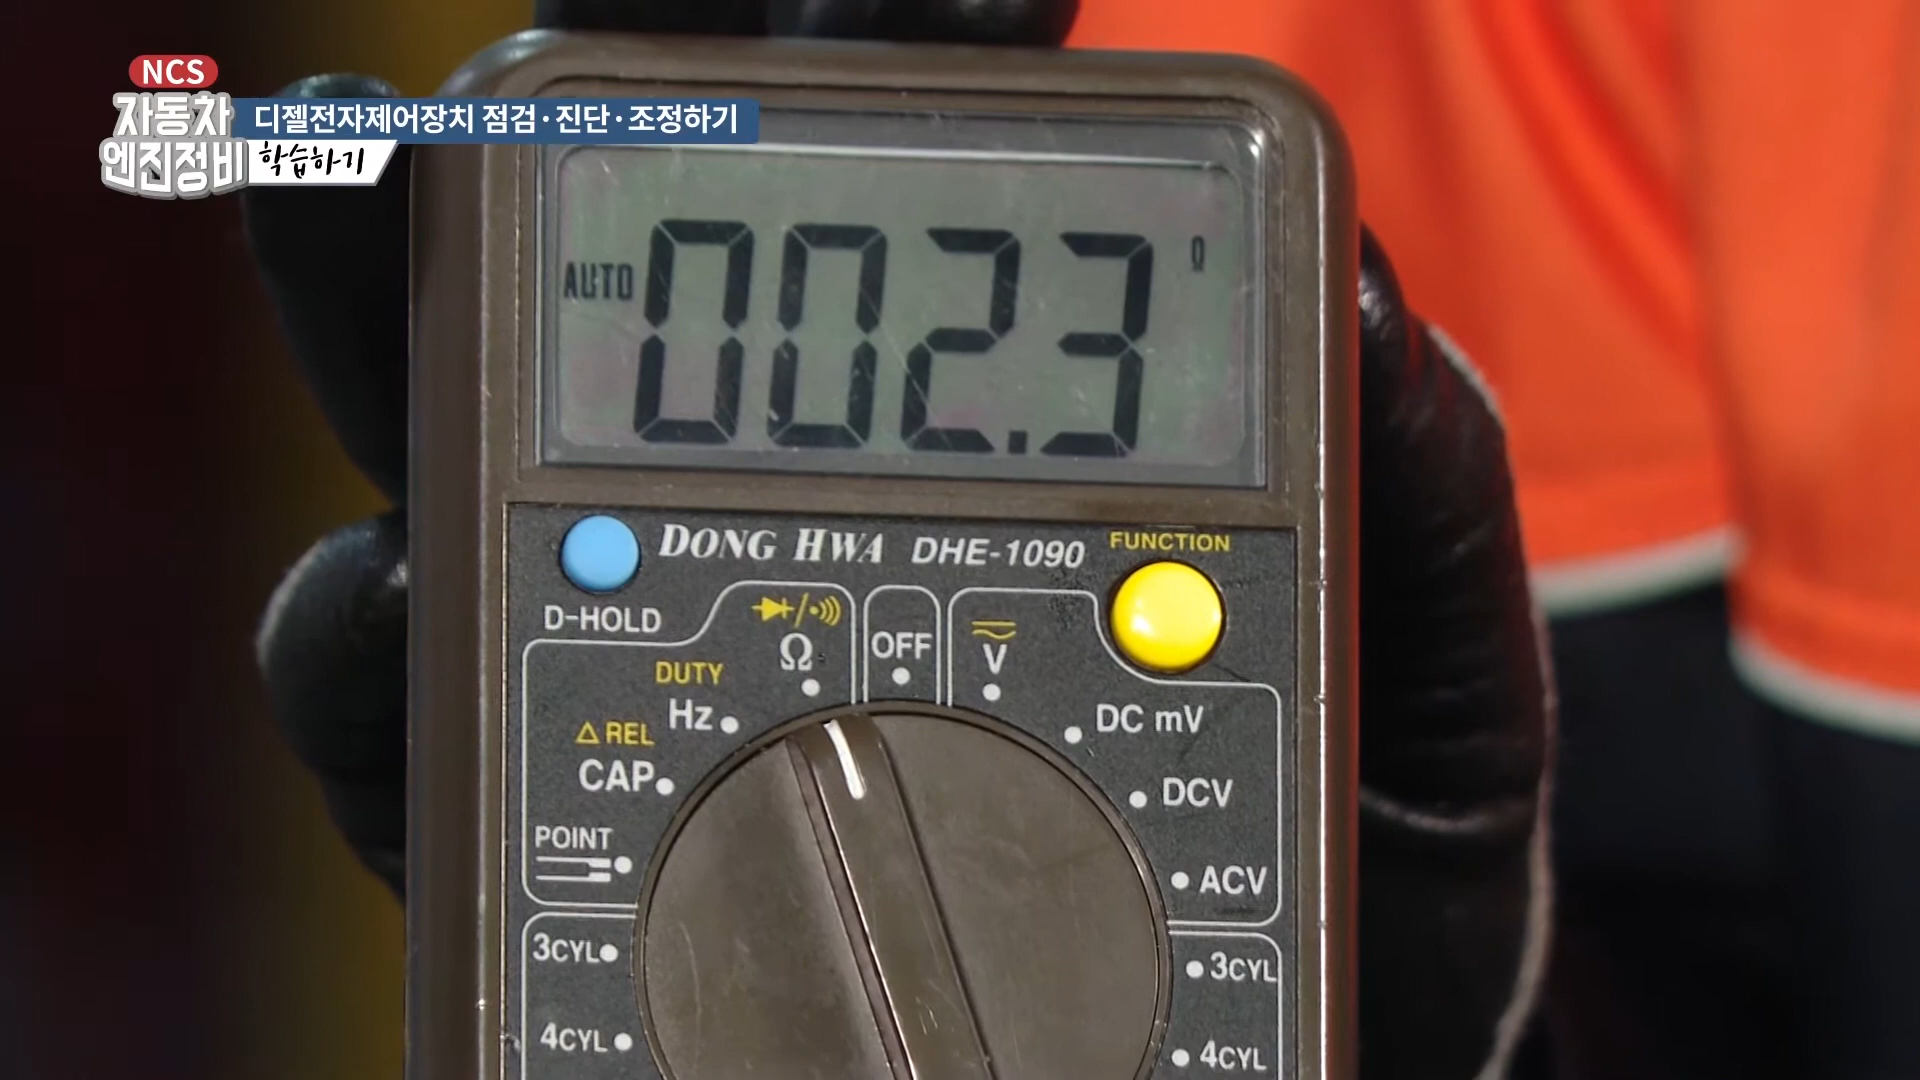 NCS
자동차
엔진정비
디젤전자제어장치 점검·진단·조정하기
학습하기
AUTO 002.3 Ω
DONG HWA DHE-1090
FUNCTION
D-HOLD
Ω
OFF
V
DUTY
Hz
DC mV
△ REL
CAP
DCV
POINT
ACV
3CYL
3CYL
4CYL
4CYL